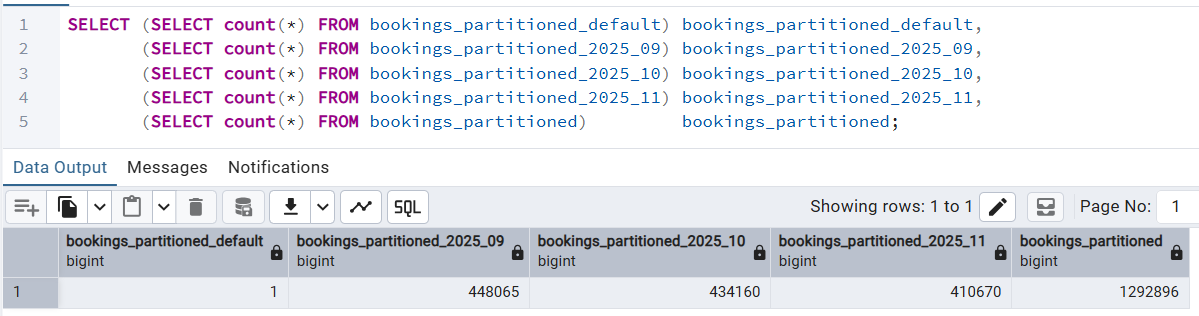 1 SELECT (SELECT count(*) FROM bookings_partitioned_default) bookings_partitioned_default,
2 (SELECT count(*) FROM bookings_partitioned_2025_09) bookings_partitioned_2025_09,
3 (SELECT count(*) FROM bookings_partitioned_2025_10) bookings_partitioned_2025_10,
4 (SELECT count(*) FROM bookings_partitioned_2025_11) bookings_partitioned_2025_11,
5 (SELECT count(*) FROM bookings_partitioned) bookings_partitioned;
Data Output Messages Notifications
SQL Showing rows: 1 to 1 Page No: 1
bookings_partitioned_default bookings_partitioned_2025_09 bookings_partitioned_2025_10 bookings_partitioned_2025_11 bookings_partitioned
bigint bigint bigint bigint bigint
1 1 448065 434160 410670 1292896